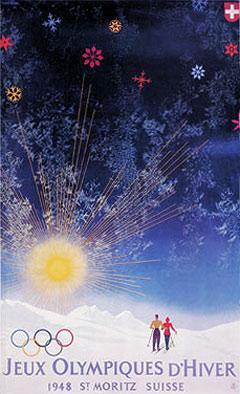 JEUX OLYMPIQUES D'HIVER
1948 ST MORITZ SUISSE